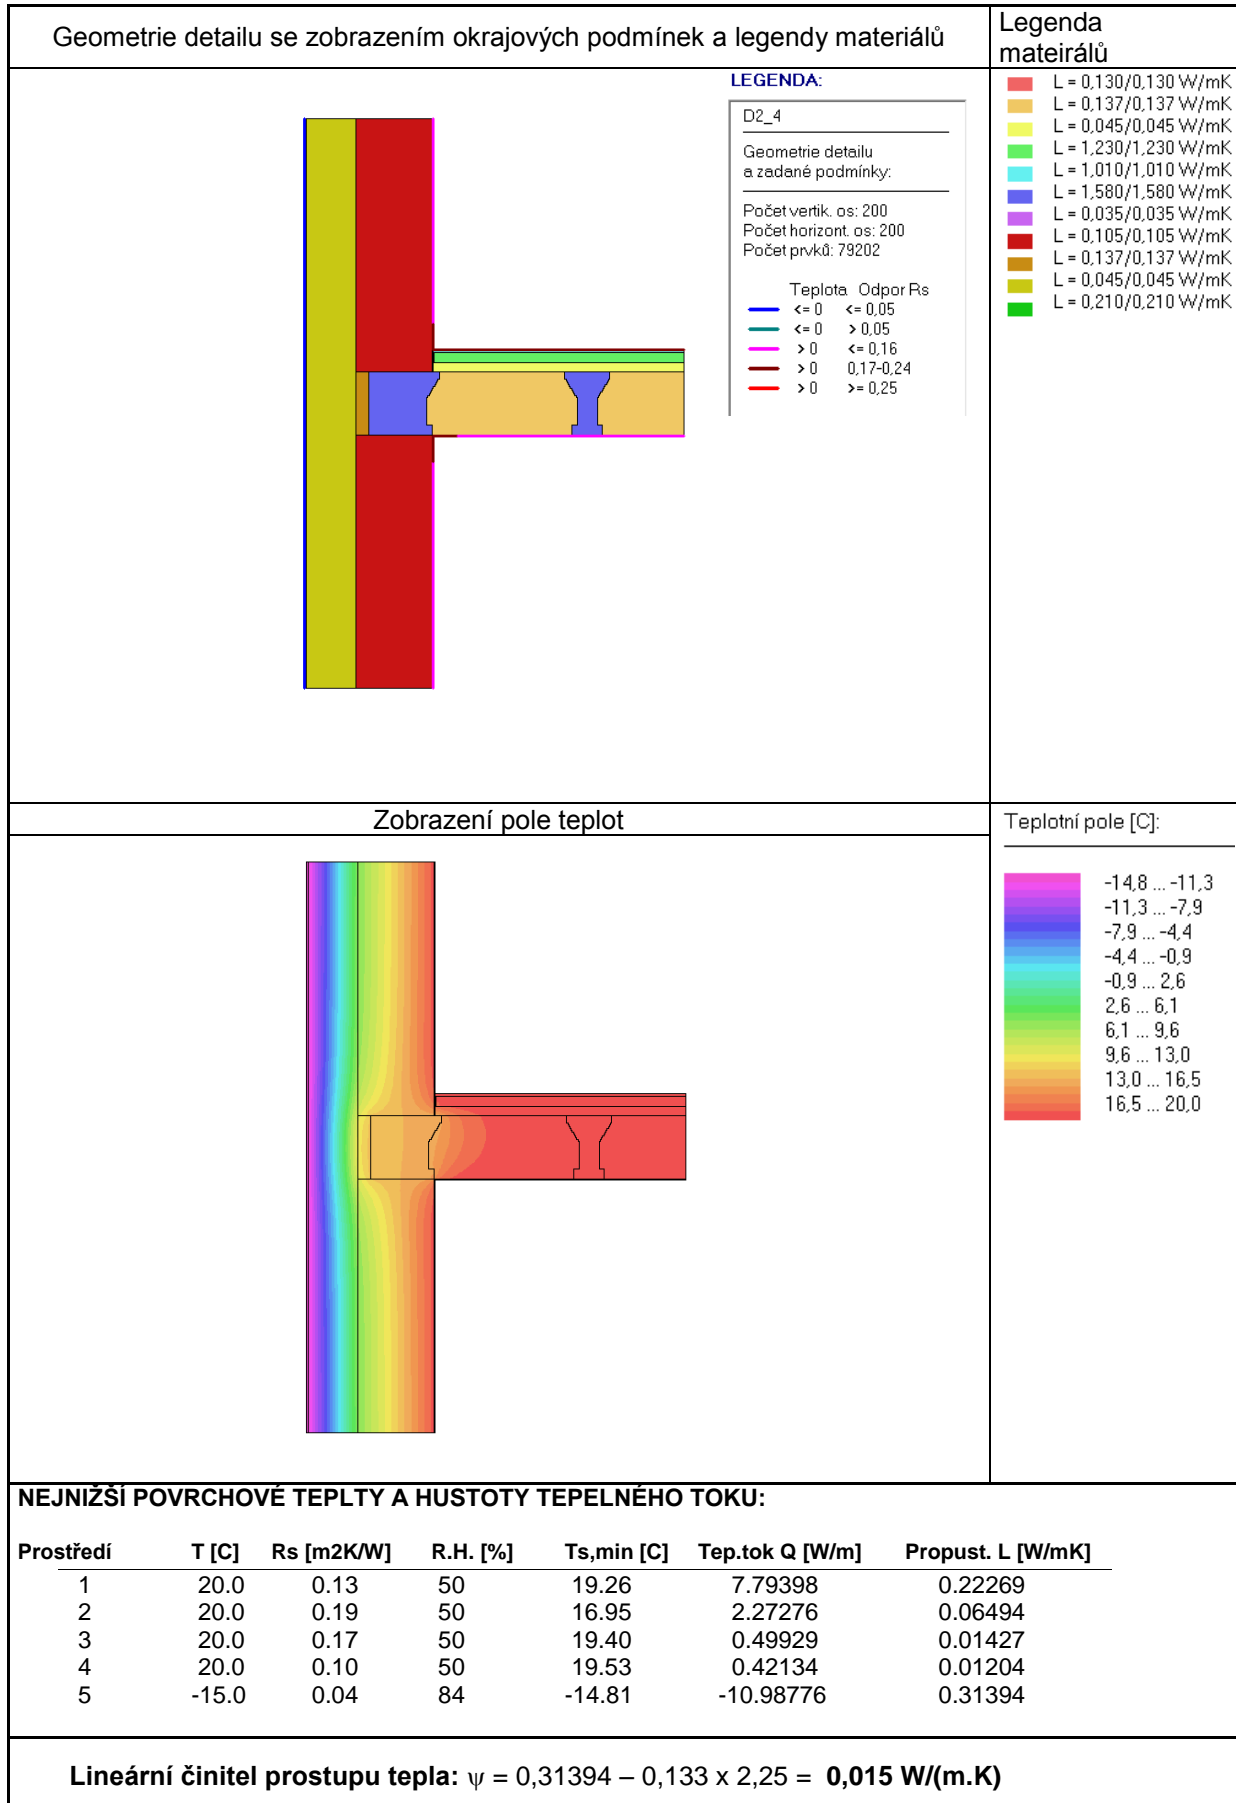 Geometrie detailu se zobrazením okrajových podmínek a legendy materiálů
Legenda
mateirálů
LEGENDA:
D2_4
Geometrie detailu
a zadané podmínky:
Počet vertik. os: 200
Počet horizont. os: 200
Počet prvků: 79202
Teplota Odpor Rs
<= 0 <= 0,05
<= 0 > 0,05
> 0 <= 0,16
> 0 0,17-0,24
> 0 >= 0,25
L = 0,130/0,130 W/mK
L = 0,137/0,137 W/mK
L = 0,045/0,045 W/mK
L = 1,230/1,230 W/mK
L = 1,010/1,010 W/mK
L = 1,580/1,580 W/mK
L = 0,035/0,035 W/mK
L = 0,105/0,105 W/mK
L = 0,137/0,137 W/mK
L = 0,045/0,045 W/mK
L = 0,210/0,210 W/mK
Zobrazení pole teplot
Teplotní pole [C]:
-14,8 ... -11,3
-11,3 ... -7,9
-7,9 ... -4,4
-4,4 ... -0,9
-0,9 ... 2,6
2,6 ... 6,1
6,1 ... 9,6
9,6 ... 13,0
13,0 ... 16,5
16,5 ... 20,0
NEJNIŽŠÍ POVRCHOVÉ TEPLTY A HUSTOTY TEPELNÉHO TOKU:
Prostředí T [C] Rs [m2K/W] R.H. [%] Ts,min [C] Tep.tok Q [W/m] Propust. L [W/mK]
1 20.0 0.13 50 19.26 7.79398 0.22269
2 20.0 0.19 50 16.95 2.27276 0.06494
3 20.0 0.17 50 19.40 0.49929 0.01427
4 20.0 0.10 50 19.53 0.42134 0.01204
5 -15.0 0.04 84 -14.81 -10.98776 0.31394
Lineární činitel prostupu tepla: ψ = 0,31394 – 0,133 x 2,25 = 0,015 W/(m.K)